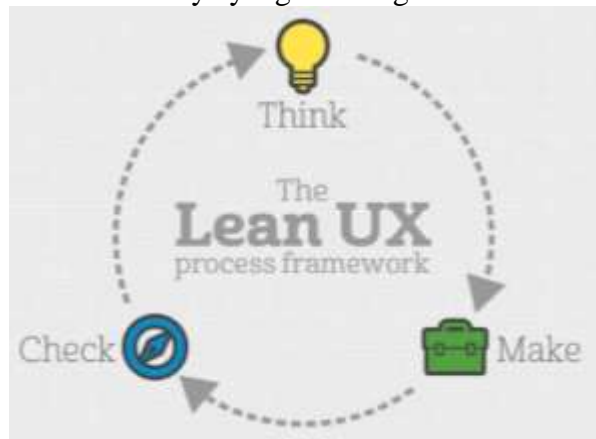 Think
The
Lean UX
process framework
Check
Make